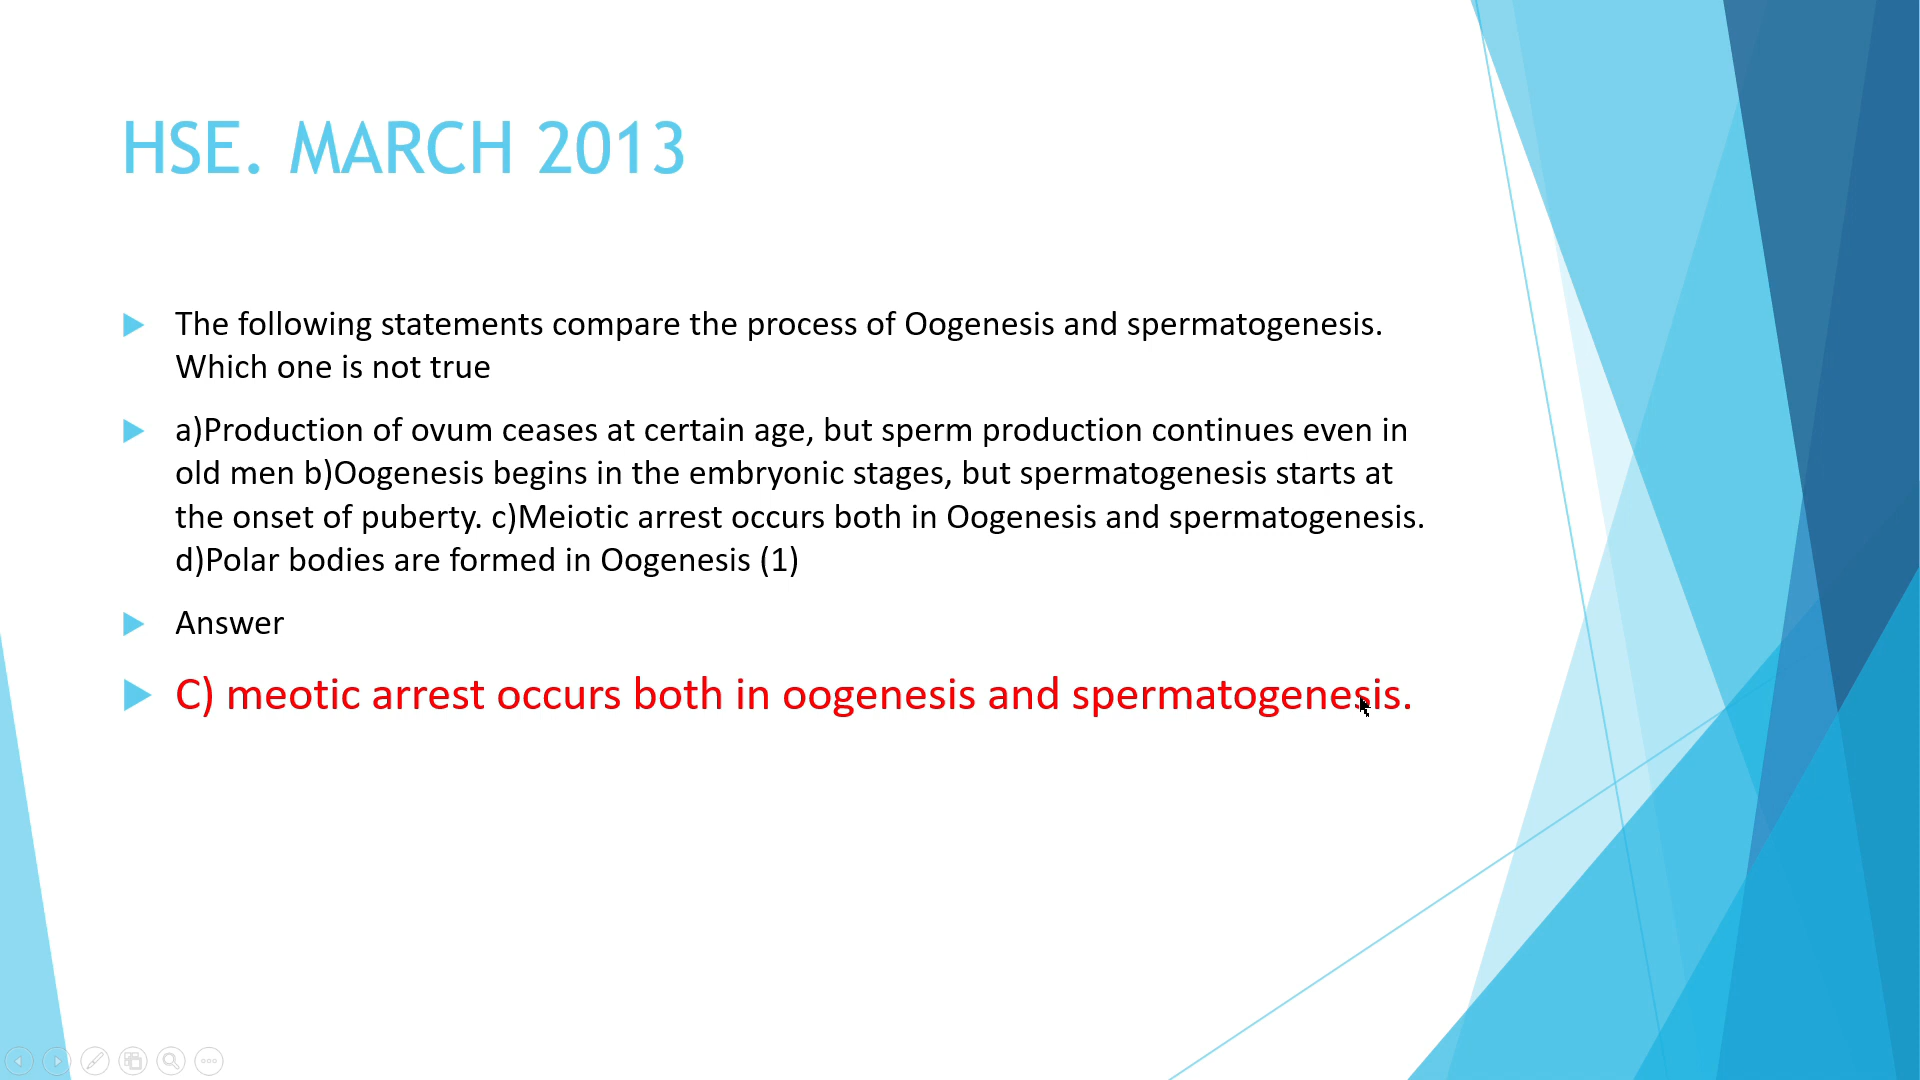 HSE. MARCH 2013
The following statements compare the process of Oogenesis and spermatogenesis.
Which one is not true
a)Production of ovum ceases at certain age, but sperm production continues even in
old men b)Oogenesis begins in the embryonic stages, but spermatogenesis starts at
the onset of puberty. c)Meiotic arrest occurs both in Oogenesis and spermatogenesis.
d)Polar bodies are formed in Oogenesis (1)
Answer
C) meotic arrest occurs both in oogenesis and spermatogenesis.